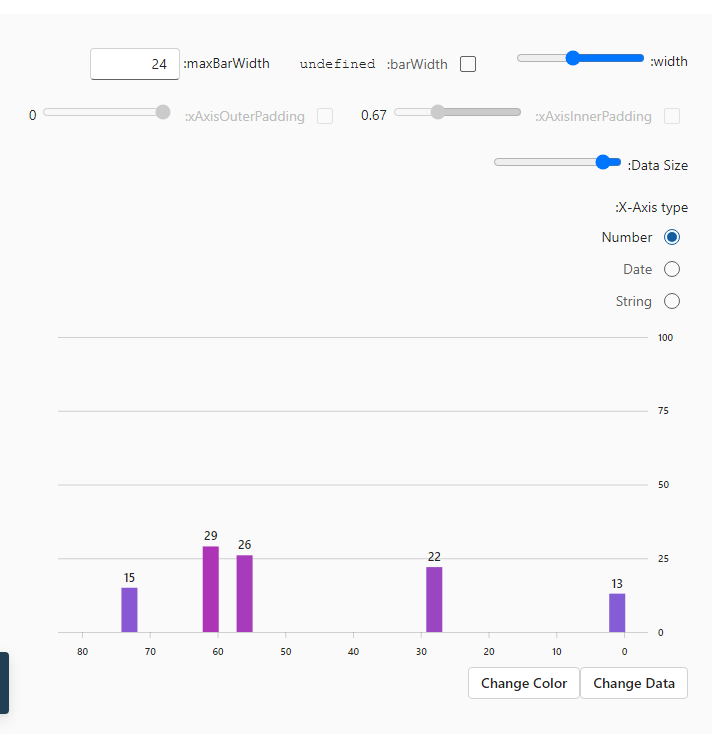 width:
barWidth: undefined
maxBarWidth: 24
xAxisInnerPadding: 0.67
xAxisOuterPadding: 0
Data Size:
X-Axis type:
Number
Date
String
100
75
50
25
0
15
29
26
22
13
80 70 60 50 40 30 20 10 0
Change Color Change Data